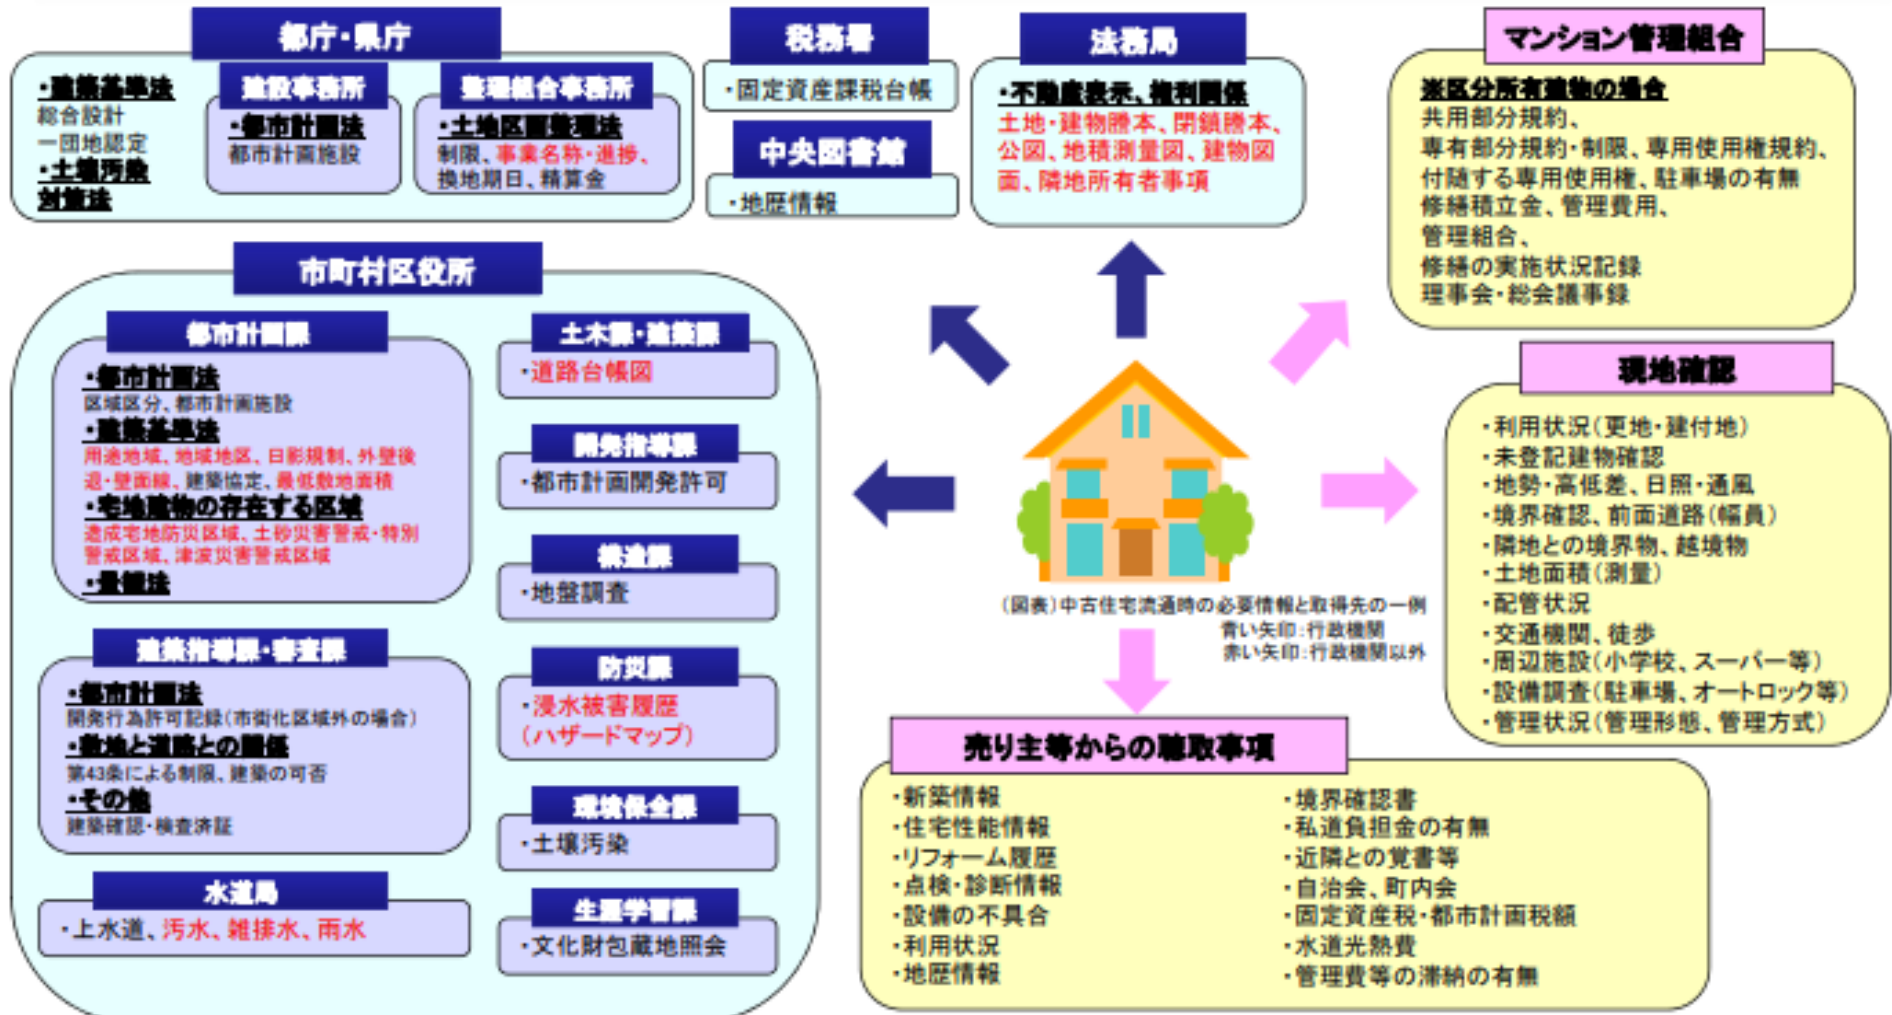 都庁・県庁
・建築基準法
総合設計
一団地認定
・土壌汚染
対策法
建設事務所
・都市計画法
都市計画施設
整理組合事務所
・土地区画整理法
制限、事業名称・進捗、
換地期日、精算金
税務署
・固定資産課税台帳
中央図書館
・地歴情報
法務局
・不動産表示、権利関係
土地・建物謄本、閉鎖謄本、
公図、地積測量図、建物図
面、隣地所有者事項
マンション管理組合
※区分所有建物の場合
共用部分規約、
専有部分規約・制限、専用使用権規約、
付随する専用使用権、駐車場の有無
修繕積立金、管理費用、
管理組合、
修繕の実施状況記録
理事会・総会議事録
市町村区役所
都市計画課
・都市計画法
区域区分、都市計画施設
・建築基準法
用途地域、地域地区、日影規制、外壁後
退・壁面線、建築協定、最低敷地面積
・宅地建物の存在する区域
造成宅地防災区域、土砂災害警戒・特別
警戒区域、津波災害警戒区域
・景観法
建築指導課・審査課
・都市計画法
開発行為許可記録(市街化区域外の場合)
・敷地と道路との関係
第43条による制限、建築の可否
・その他
建築確認・検査済証
水道局
・上水道、汚水、雑排水、雨水
土木課・建築課
・道路台帳図
開発指導課
・都市計画開発許可
構造課
・地盤調査
防災課
・浸水被害履歴
(ハザードマップ)
環境保全課
・土壌汚染
生涯学習課
・文化財包蔵地照会
(図表)中古住宅流通時の必要情報と取得先の一例
青い矢印:行政機関
赤い矢印:行政機関以外
現地確認
・利用状況(更地・建付地)
・未登記建物確認
・地勢・高低差、日照・通風
・境界確認、前面道路(幅員)
・隣地との境界物、越境物
・土地面積(測量)
・配管状況
・交通機関、徒歩
・周辺施設(小学校、スーパー等)
・設備調査(駐車場、オートロック等)
・管理状況(管理形態、管理方式)
売り主等からの聴取事項
・新築情報
・住宅性能情報
・リフォーム履歴
・点検・診断情報
・設備の不具合
・利用状況
・地歴情報
・境界確認書
・私道負担金の有無
・近隣との覚書等
・自治会、町内会
・固定資産税・都市計画税額
・水道光熱費
・管理費等の滞納の有無